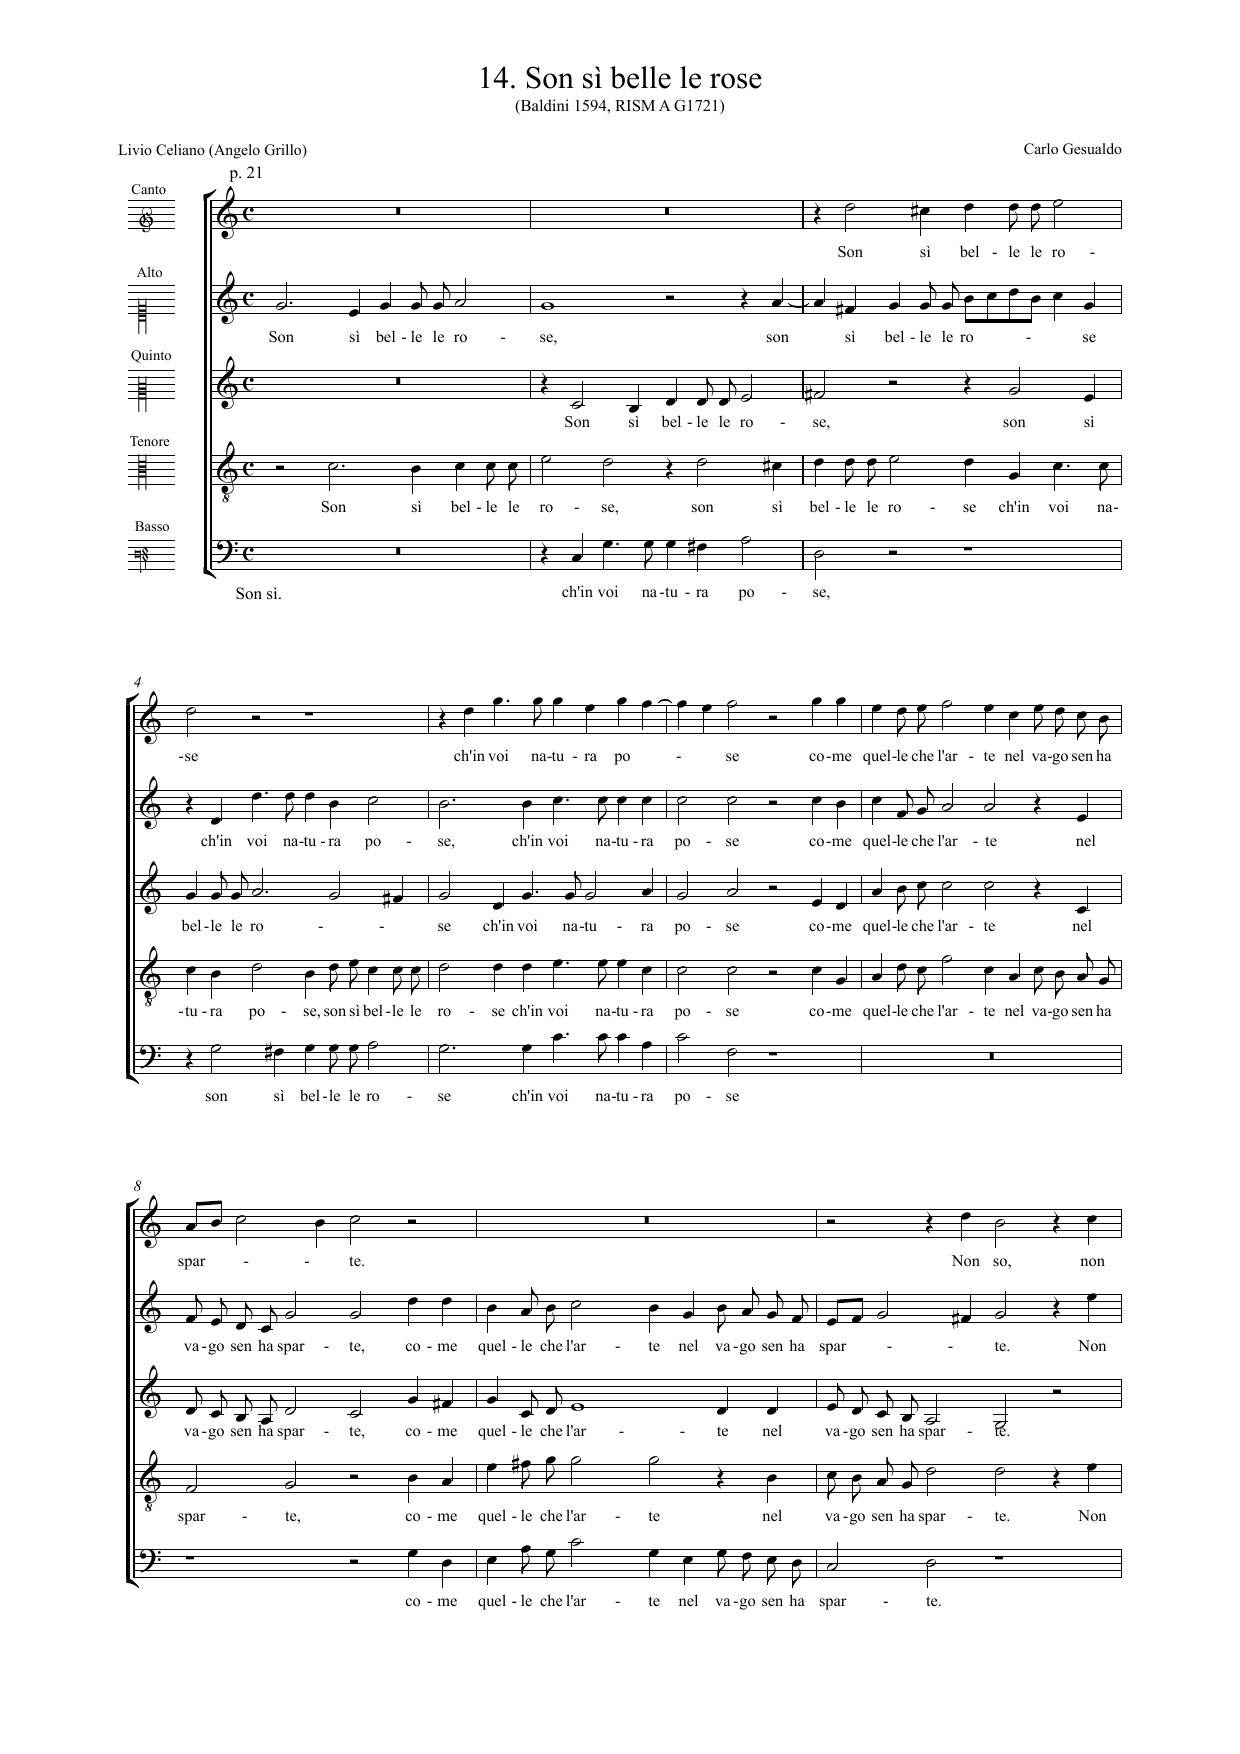 14. Son sì belle le rose
(Baldini 1594, RISM A G1721)
Livio Celiano (Angelo Grillo)
Carlo Gesualdo
p. 21
Canto
Son sì bel - le le ro -
Alto
Son sì bel - le le ro - se, son sì bel - le le ro - se
Quinto
Son sì bel - le le ro - se, son sì
Tenore
8
Son sì bel - le le ro - se, son sì bel - le le ro - se ch'in voi na-
Basso
Son sì. ch'in voi na - tu - ra po - se,
4
-se ch'in voi na-tu - ra po - se co-me quel-le che l'ar - te nel va-go sen ha
ch'in voi na-tu - ra po - se, ch'in voi na-tu - ra po - se co-me quel-le che l'ar - te nel
bel-le le ro - - se ch'in voi na-tu - ra po - se co-me quel-le che l'ar - te nel
8
-tu - ra po - se, son sì bel-le le ro - se ch'in voi na-tu - ra po - se co-me quel-le che l'ar - te nel va-go sen ha
son sì bel-le le ro - se ch'in voi na-tu - ra po - se
8
spar - - te. Non so, non
va-go sen ha spar - te, co - me quel - le che l'ar - te nel va-go sen ha spar - - te. Non
va-go sen ha spar - te, co - me quel - le che l'ar - - te nel va-go sen ha spar - te.
8
spar - te, co - me quel - le che l'ar - te nel va-go sen ha spar - te. Non
co - me quel - le che l'ar - te nel va-go sen ha spar - te.